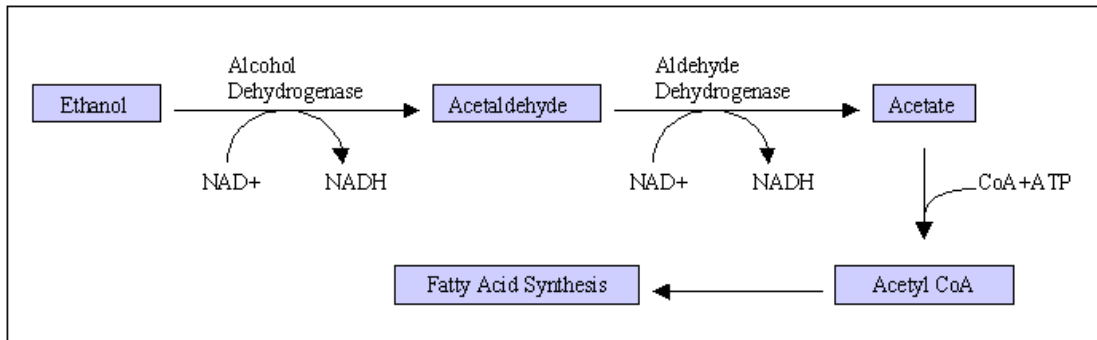 Alcohol
Dehydrogenase
Aldehyde
Dehydrogenase
Ethanol
Acetaldehyde
Acetate
NAD+
NADH
NAD+
NADH
CoA+ATP
Fatty Acid Synthesis
Acetyl CoA